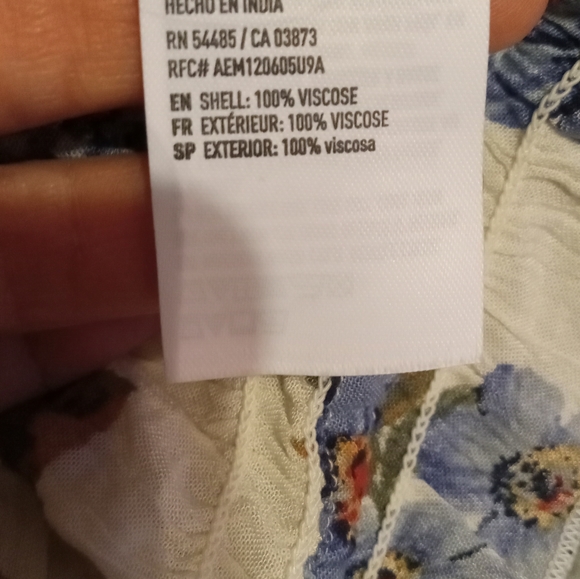 HECHO EN INDIA
RN 54485 / CA 03873
RFC# AEM120605U9A
EN SHELL: 100% VISCOSE
FR EXTÉRIEUR: 100% VISCOSE
SP EXTERIOR: 100% viscosa